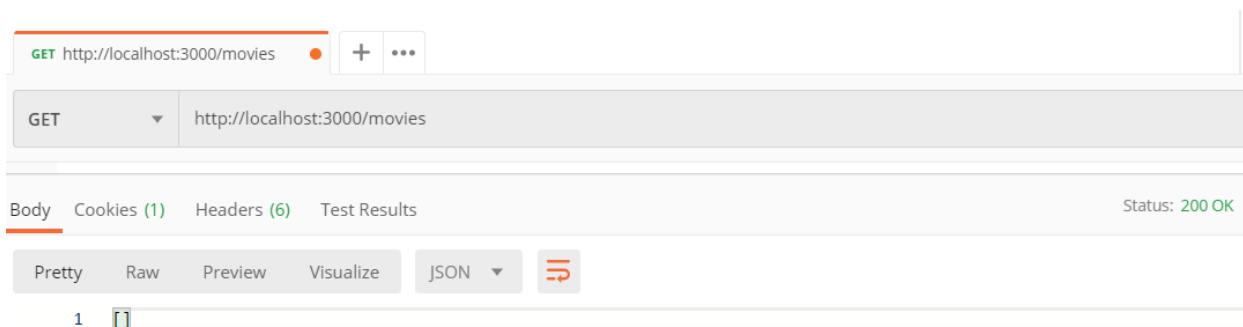 GET http://localhost:3000/movies + •••
GET http://localhost:3000/movies
Body Cookies (1) Headers (6) Test Results Status: 200 OK
Pretty Raw Preview Visualize JSON
1 []